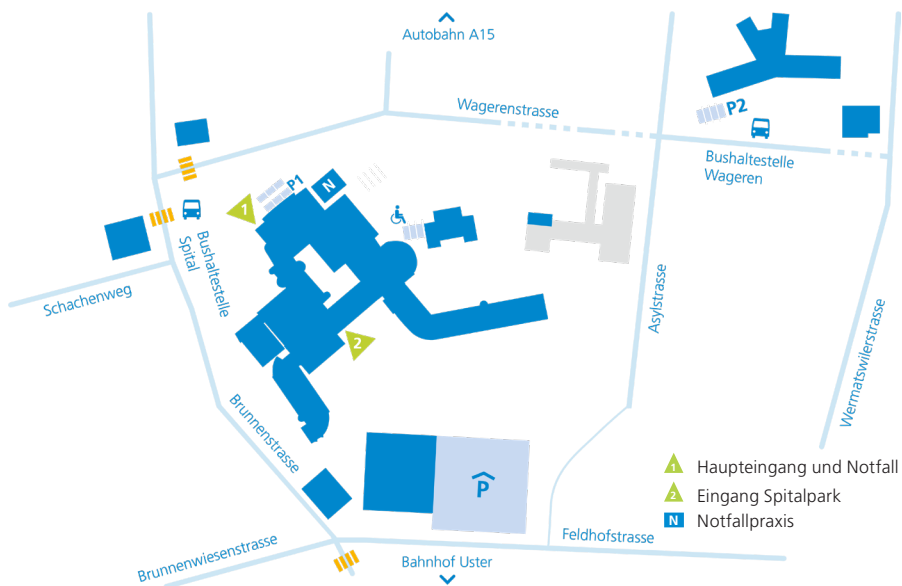 Autobahn A15
Wagerenstrasse
P2
Bushaltestelle
Wageren
P1
N
1
Bushaltestelle
Spital
Schachenweg
Asylstrasse
Wermatswilerstrasse
2
Brunnenstrasse
P
1 Haupteingang und Notfall
2 Eingang Spitalpark
N Notfallpraxis
Feldhofstrasse
Brunnenwiesenstrasse
Bahnhof Uster